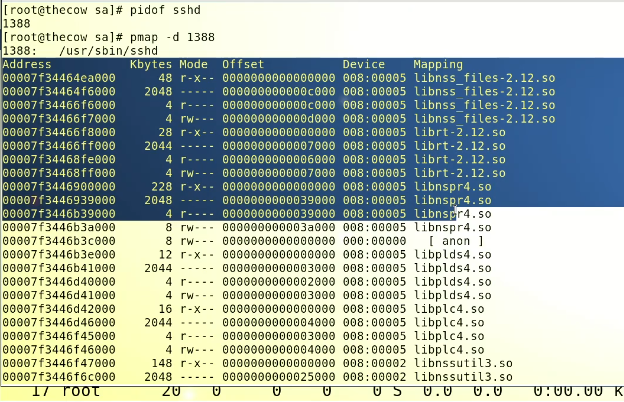 [root@thecow sa]# pidof sshd
1388
[root@thecow sa]# pmap -d 1388
1388:   /usr/sbin/sshd
Address           Kbytes Mode  Offset           Device    Mapping
00007f34464ea000      48 r-x-- 0000000000000000 008:00005 libnss_files-2.12.so
00007f34464f6000    2048 ----- 000000000000c000 008:00005 libnss_files-2.12.so
00007f34466f6000       4 r---- 000000000000c000 008:00005 libnss_files-2.12.so
00007f34466f7000       4 rw--- 000000000000d000 008:00005 libnss_files-2.12.so
00007f34466f8000      28 r-x-- 0000000000000000 008:00005 librt-2.12.so
00007f34466ff000    2044 ----- 0000000000007000 008:00005 librt-2.12.so
00007f34468fe000       4 r---- 0000000000006000 008:00005 librt-2.12.so
00007f34468ff000       4 rw--- 0000000000007000 008:00005 librt-2.12.so
00007f3446900000     228 r-x-- 0000000000000000 008:00005 libnspr4.so
00007f3446939000    2048 ----- 0000000000039000 008:00005 libnspr4.so
00007f3446b39000       4 r---- 0000000000039000 008:00005 libnspr4.so
00007f3446b3a000       8 rw--- 000000000003a000 008:00005 libnspr4.so
00007f3446b3c000       8 rw--- 0000000000000000 000:00000   [ anon ]
00007f3446b3e000      12 r-x-- 0000000000000000 008:00005 libplds4.so
00007f3446b41000    2044 ----- 0000000000003000 008:00005 libplds4.so
00007f3446d40000       4 r---- 0000000000002000 008:00005 libplds4.so
00007f3446d41000       4 rw--- 0000000000003000 008:00005 libplds4.so
00007f3446d42000      16 r-x-- 0000000000000000 008:00005 libplc4.so
00007f3446d46000    2044 ----- 0000000000004000 008:00005 libplc4.so
00007f3446f45000       4 r---- 0000000000003000 008:00005 libplc4.so
00007f3446f46000       4 rw--- 0000000000004000 008:00005 libplc4.so
00007f3446f47000     148 r-x-- 0000000000000000 008:00002 libnssutil3.so
00007f3446f6c000    2048 ----- 0000000000025000 008:00002 libnssutil3.so
17 root      20   0     0    0    0 S  0.0  0.0   0:00.00 k